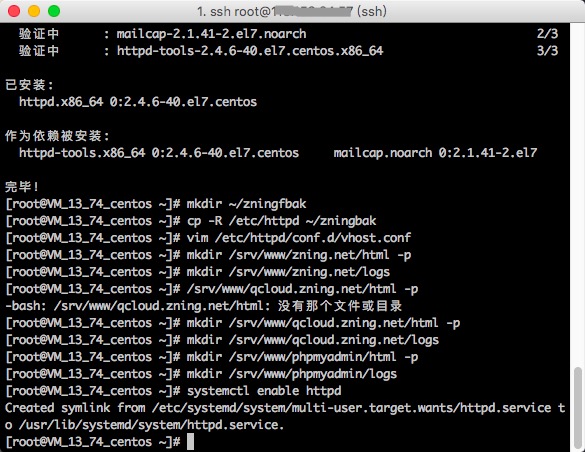 1. ssh root@ (ssh)
验证中 : mailcap-2.1.41-2.el7.noarch 2/3
验证中 : httpd-tools-2.4.6-40.el7.centos.x86_64 3/3
已安装:
httpd.x86_64 0:2.4.6-40.el7.centos
作为依赖被安装:
httpd-tools.x86_64 0:2.4.6-40.el7.centos mailcap.noarch 0:2.1.41-2.el7
完毕!
[root@VM_13_74_centos ~]# mkdir ~/zningfbak
[root@VM_13_74_centos ~]# cp -R /etc/httpd ~/zningbak
[root@VM_13_74_centos ~]# vim /etc/httpd/conf.d/vhost.conf
[root@VM_13_74_centos ~]# mkdir /srv/www/zning.net/html -p
[root@VM_13_74_centos ~]# mkdir /srv/www/zning.net/logs
[root@VM_13_74_centos ~]# /srv/www/qcloud.zning.net/html -p
-bash: /srv/www/qcloud.zning.net/html: 没有那个文件或目录
[root@VM_13_74_centos ~]# mkdir /srv/www/qcloud.zning.net/html -p
[root@VM_13_74_centos ~]# mkdir /srv/www/qcloud.zning.net/logs
[root@VM_13_74_centos ~]# mkdir /srv/www/phpmyadmin/html -p
[root@VM_13_74_centos ~]# mkdir /srv/www/phpmyadmin/logs
[root@VM_13_74_centos ~]# systemctl enable httpd
Created symlink from /etc/systemd/system/multi-user.target.wants/httpd.service t
o /usr/lib/systemd/system/httpd.service.
[root@VM_13_74_centos ~]#